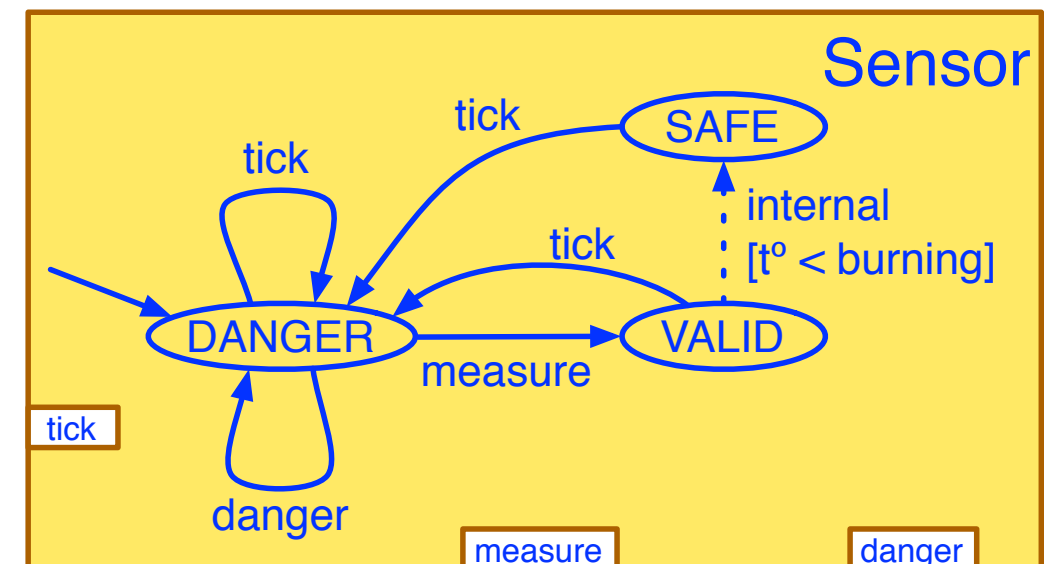 Sensor
tick
SAFE
tick
internal
[tº < burning]
tick
DANGER
VALID
measure
tick
danger
measure
danger